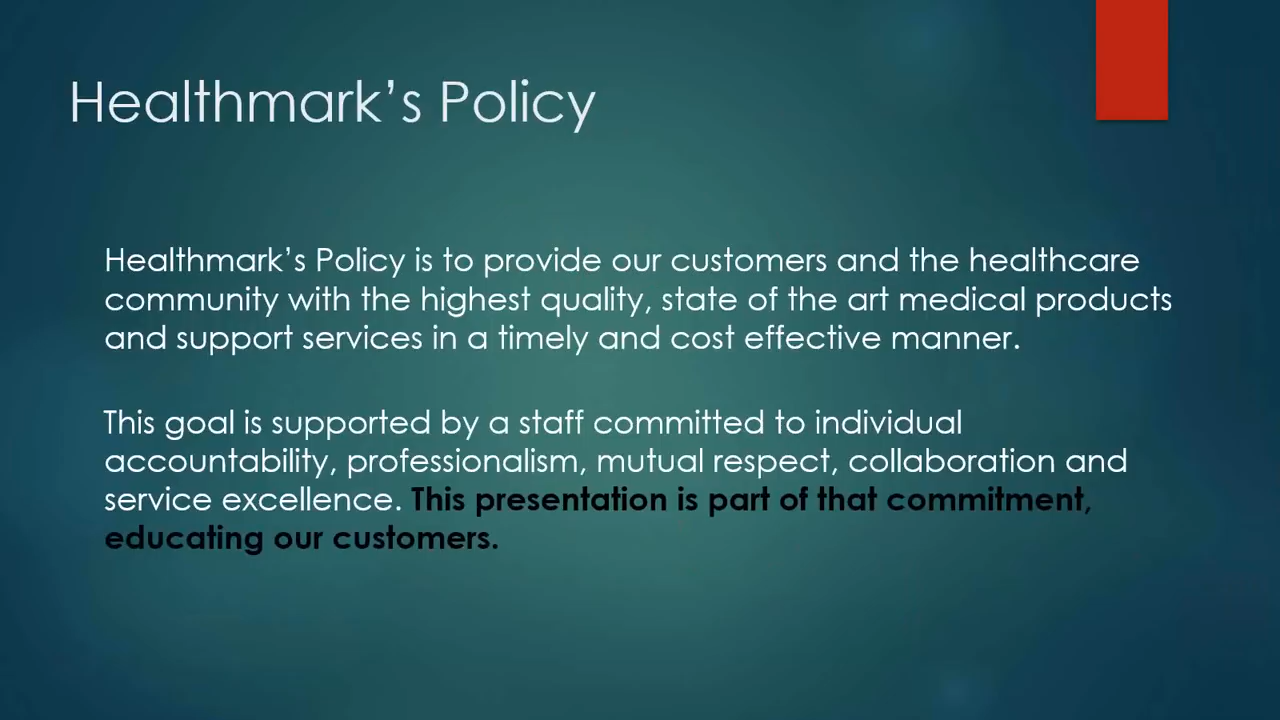 Healthmark’s Policy
Healthmark’s Policy is to provide our customers and the healthcare
community with the highest quality, state of the art medical products
and support services in a timely and cost effective manner.
This goal is supported by a staff committed to individual
accountability, professionalism, mutual respect, collaboration and
service excellence. This presentation is part of that commitment,
educating our customers.